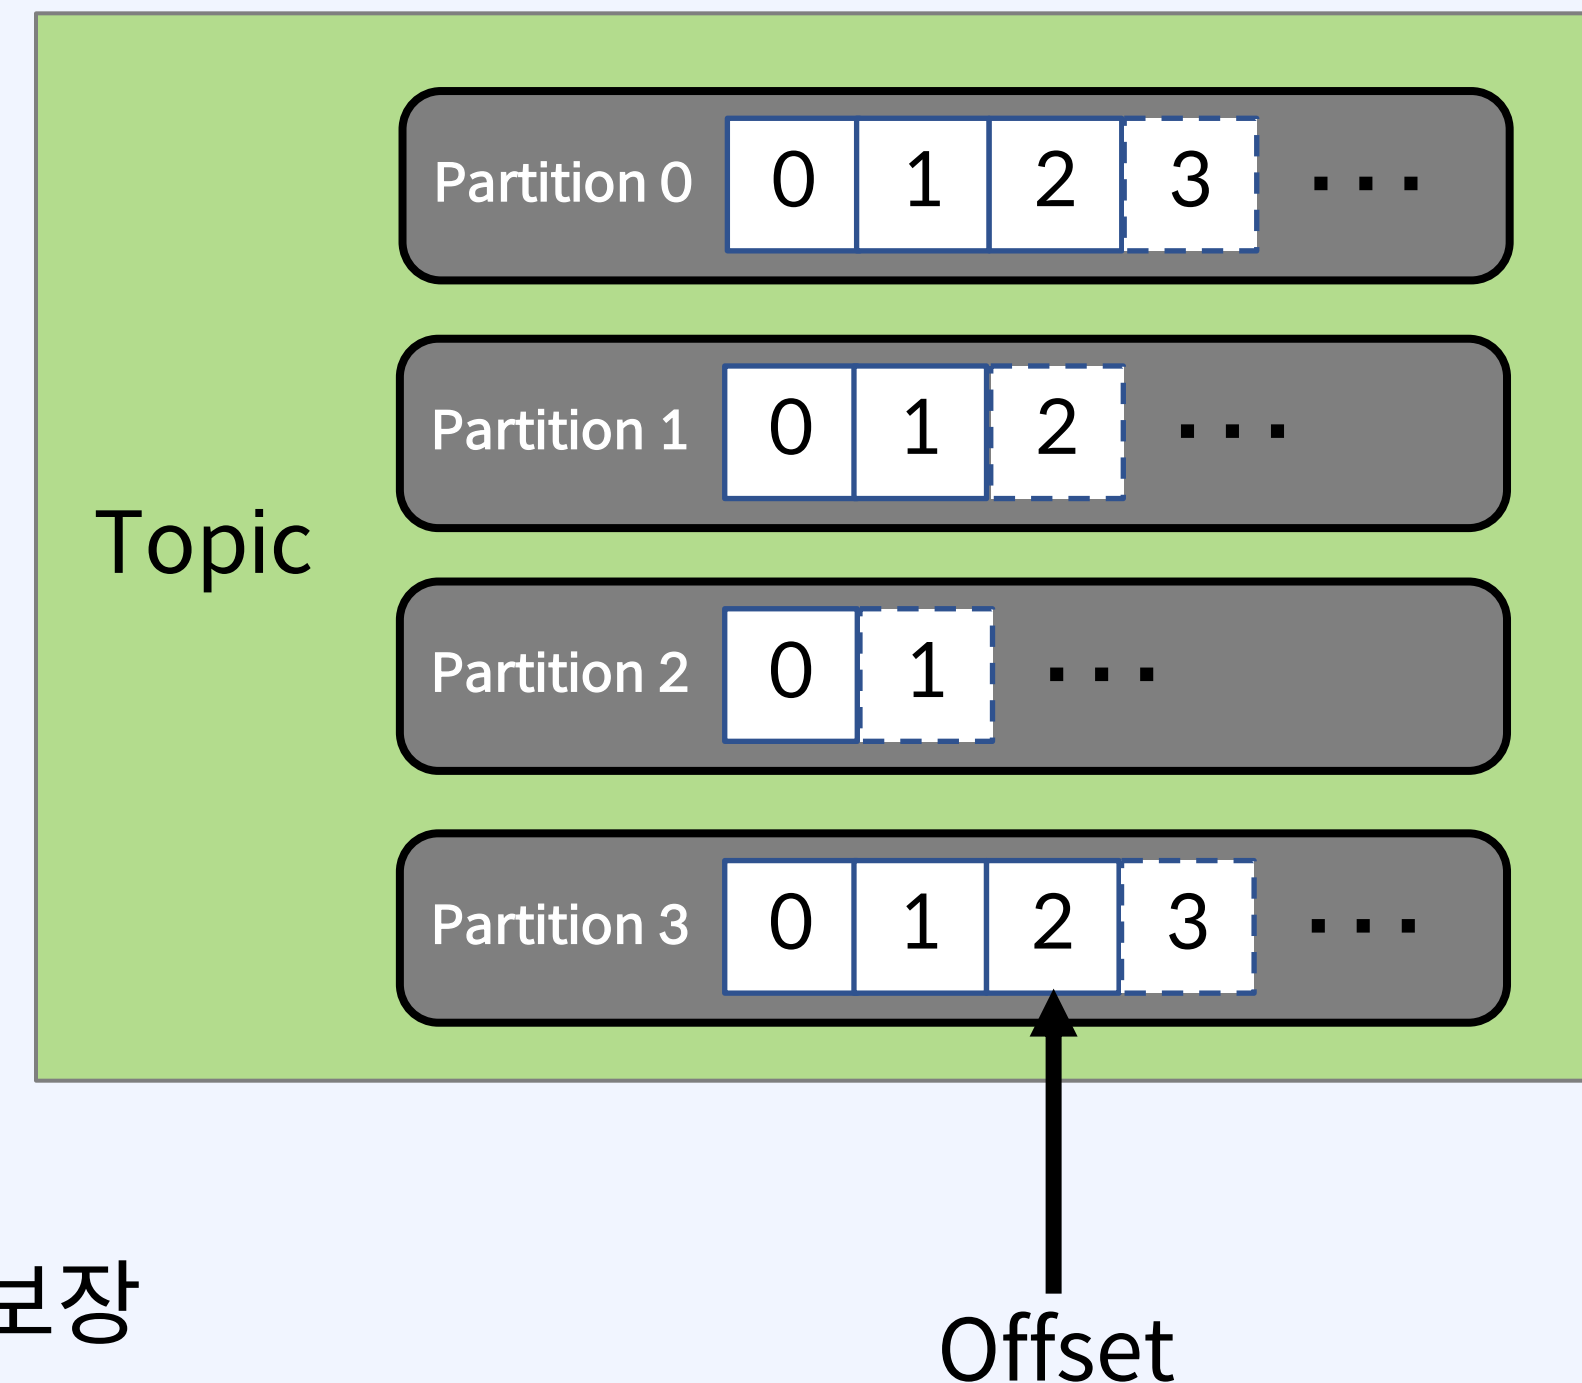 Partition 0 0 1 2 3 ...
Partition 1 0 1 2 ...
Topic
Partition 2 0 1 ...
Partition 3 0 1 2 3 ...
보장
Offset